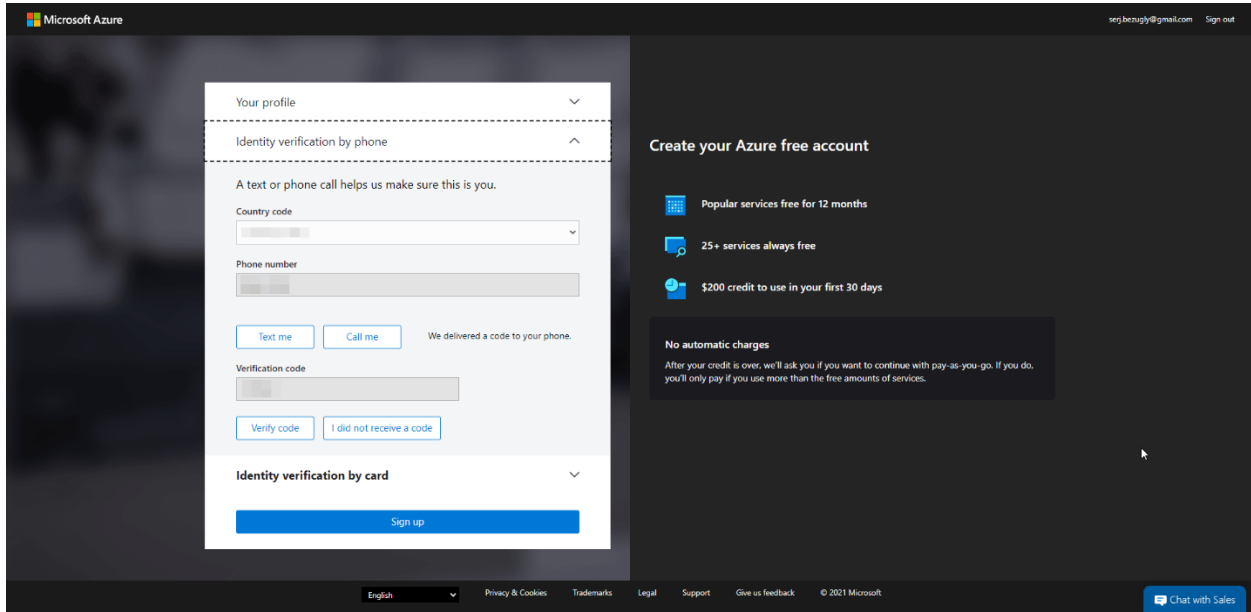 Microsoft Azure
serj.bezugly@gmail.com Sign out
Your profile
Identity verification by phone
A text or phone call helps us make sure this is you.
Country code
Phone number
Text me Call me We delivered a code to your phone.
Verification code
Verify code I did not receive a code
Identity verification by card
Sign up
Create your Azure free account
Popular services free for 12 months
25+ services always free
$200 credit to use in your first 30 days
No automatic charges
After your credit is over, we'll ask you if you want to continue with pay-as-you-go. If you do,
you'll only pay if you use more than the free amounts of services.
English Privacy & Cookies Trademarks Legal Support Give us feedback © 2021 Microsoft
Chat with Sales